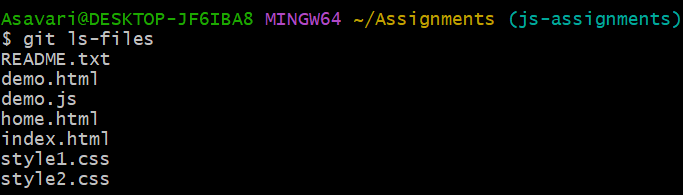 Asavari@DESKTOP-JF6IBA8 MINGW64 ~/Assignments (js-assignments)
$ git ls-files
README.txt
demo.html
demo.js
home.html
index.html
style1.css
style2.css